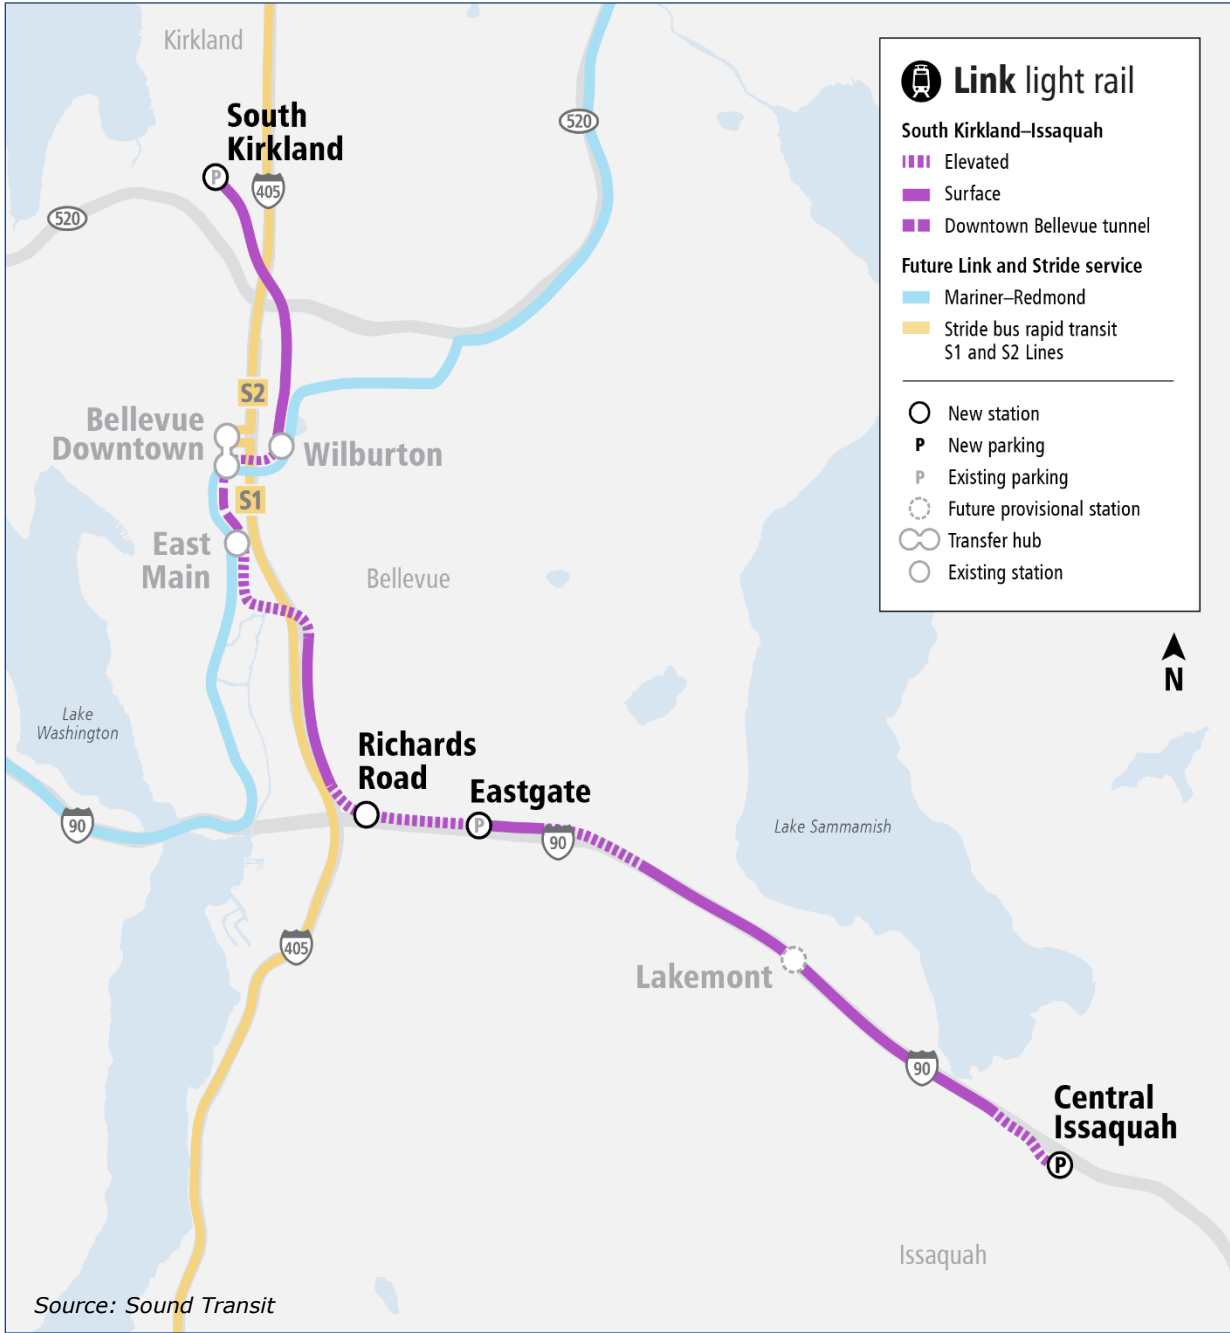 Kirkland
South
Kirkland
P
405
520
520
S2
Bellevue
Downtown
Wilburton
S1
East
Main
Bellevue
Lake
Washington
Richards
Road
Eastgate
P
90
90
Lake Sammamish
405
Lakemont
90
Central
Issaquah
P
Issaquah
Source: Sound Transit
Link light rail
South Kirkland–Issaquah
Elevated
Surface
Downtown Bellevue tunnel
Future Link and Stride service
Mariner–Redmond
Stride bus rapid transit
S1 and S2 Lines
New station
P New parking
P Existing parking
Future provisional station
Transfer hub
Existing station
N